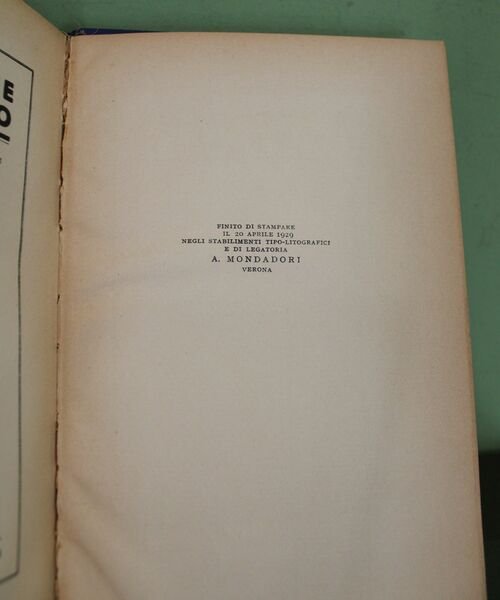 E
O
FINITO DI STAMPARE
IL 20 APRILE 1929
NEGLI STABILIMENTI TIPO-LITOGRAFICI
E DI LEGATORIA
A. MONDADORI
VERONA